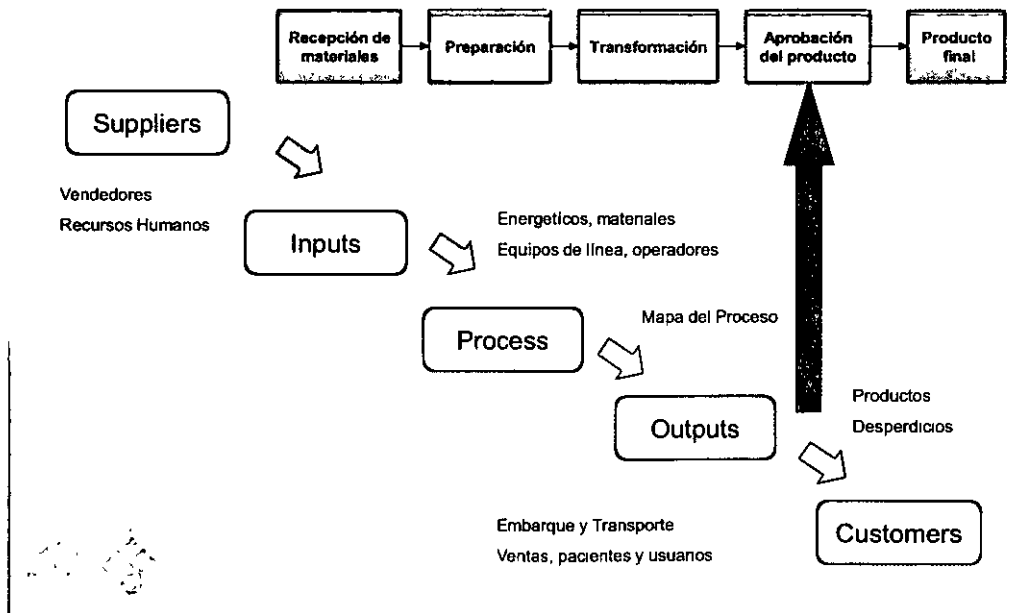 Recepción de
materiales
Preparación
Transformación
Aprobación
del producto
Producto
final
Suppliers
Vendedores
Recursos Humanos
Inputs
Energeticos, materiales
Equipos de línea, operadores
Process
Mapa del Proceso
Outputs
Productos
Desperdicios
Embarque y Transporte
Ventas, pacientes y usuarios
Customers